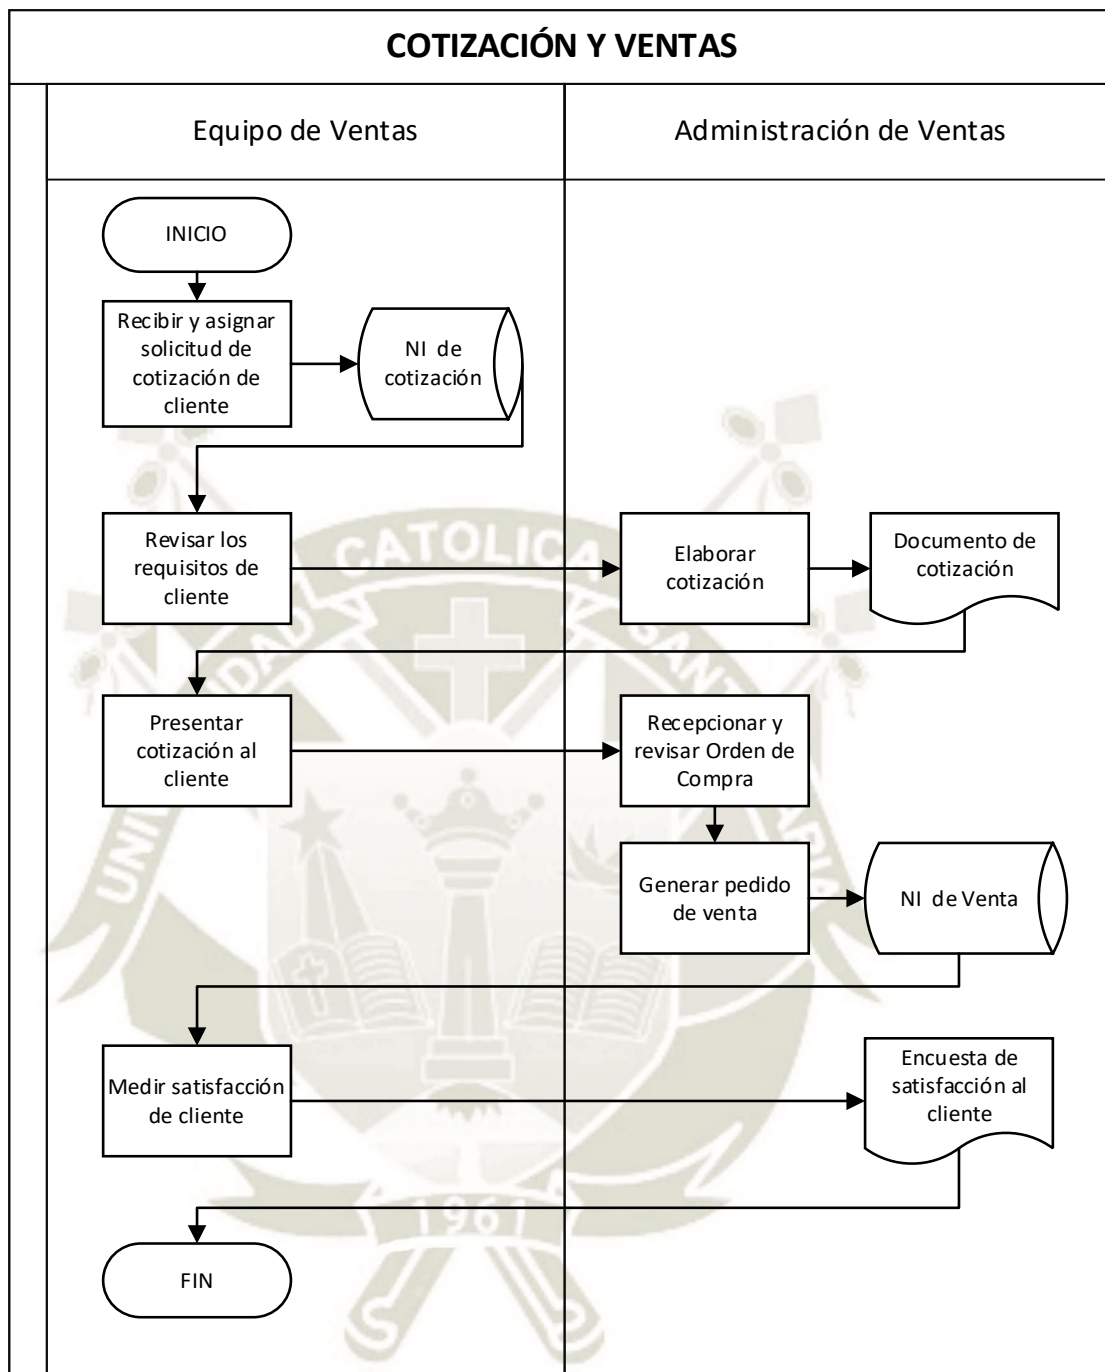 COTIZACIÓN Y VENTAS
Equipo de Ventas
Administración de Ventas
INICIO
Recibir y asignar
solicitud de
cotización de
cliente
NI de
cotización
Revisar los
requisitos de
cliente
Elaborar
cotización
Documento de
cotización
Presentar
cotización al
cliente
Recepcionar y
revisar Orden de
Compra
Generar pedido
de venta
NI de Venta
Medir satisfacción
de cliente
Encuesta de
satisfacción al
cliente
FIN
CATOLICA
1961